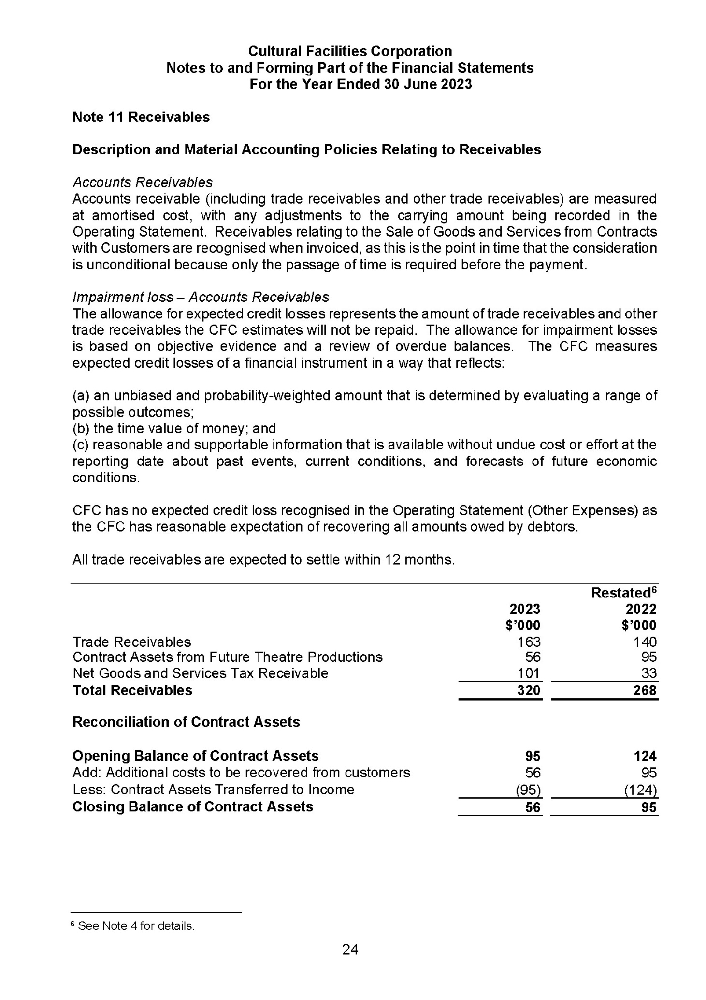 Cultural Facilities Corporation
Notes to and Forming Part of the Financial Statements
For the Year Ended 30 June 2023
Note 11 Receivables
Description and Material Accounting Policies Relating to Receivables
Accounts Receivables
Accounts receivable (including trade receivables and other trade receivables) are measured
at amortised cost, with any adjustments to the carrying amount being recorded in the
Operating Statement. Receivables relating to the Sale of Goods and Services from Contracts
with Customers are recognised when invoiced, as this is the point in time that the consideration
is unconditional because only the passage of time is required before the payment.
Impairment loss – Accounts Receivables
The allowance for expected credit losses represents the amount of trade receivables and other
trade receivables the CFC estimates will not be repaid. The allowance for impairment losses
is based on objective evidence and a review of overdue balances. The CFC measures
expected credit losses of a financial instrument in a way that reflects:
(a) an unbiased and probability-weighted amount that is determined by evaluating a range of
possible outcomes;
(b) the time value of money; and
(c) reasonable and supportable information that is available without undue cost or effort at the
reporting date about past events, current conditions, and forecasts of future economic
conditions.
CFC has no expected credit loss recognised in the Operating Statement (Other Expenses) as
the CFC has reasonable expectation of recovering all amounts owed by debtors.
All trade receivables are expected to settle within 12 months.
Restated⁶
2023 2022
$’000 $’000
Trade Receivables 163 140
Contract Assets from Future Theatre Productions 56 95
Net Goods and Services Tax Receivable 101 33
Total Receivables 320 268
Reconciliation of Contract Assets
Opening Balance of Contract Assets 95 124
Add: Additional costs to be recovered from customers 56 95
Less: Contract Assets Transferred to Income (95) (124)
Closing Balance of Contract Assets 56 95
⁶ See Note 4 for details.
24